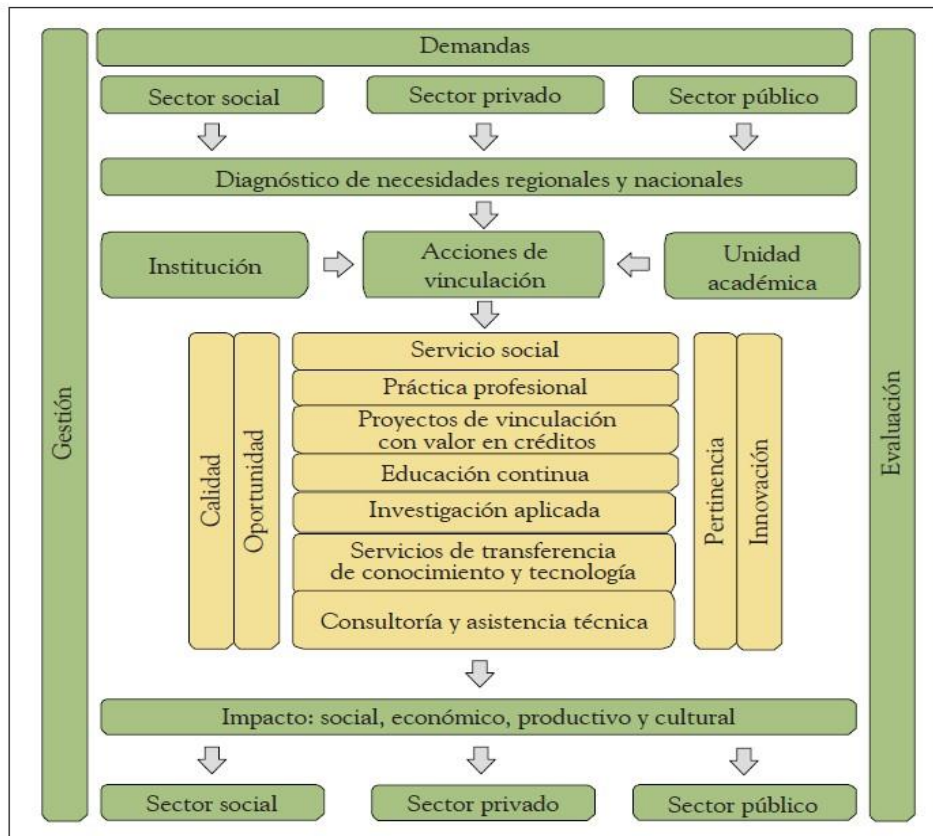 Demandas
Sector social
Sector privado
Sector público
Diagnóstico de necesidades regionales y nacionales
Institución
Acciones de
vinculación
Unidad
académica
Gestión
Calidad
Oportunidad
Servicio social
Práctica profesional
Proyectos de vinculación
con valor en créditos
Educación continua
Investigación aplicada
Servicios de transferencia
de conocimiento y tecnología
Consultoría y asistencia técnica
Pertinencia
Innovación
Evaluación
Impacto: social, económico, productivo y cultural
Sector social
Sector privado
Sector público